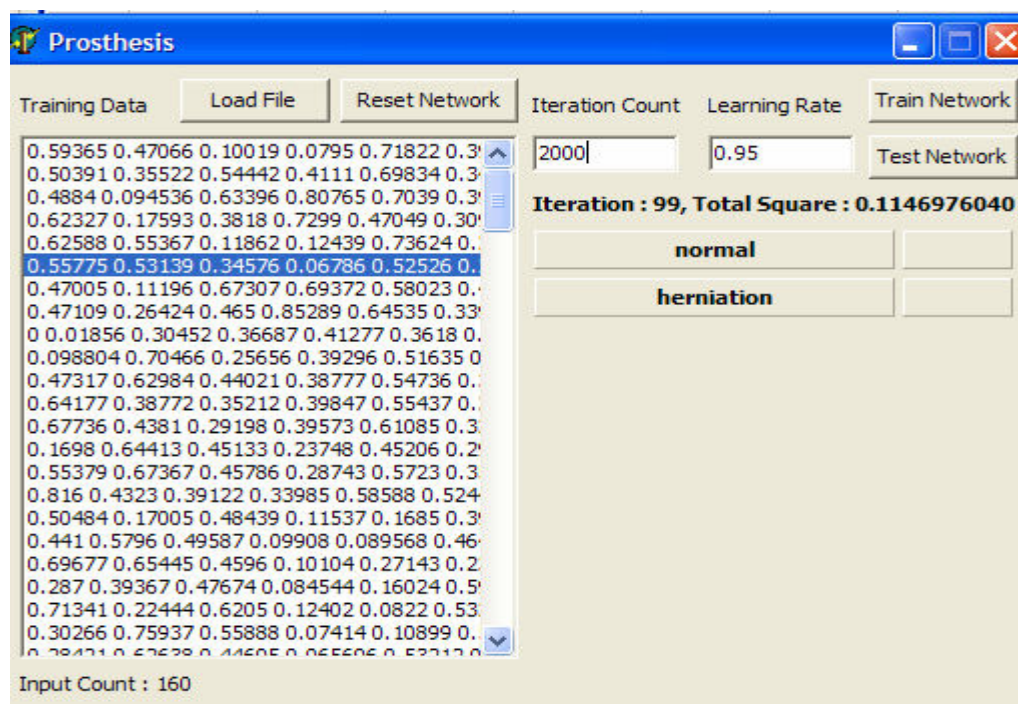 Prosthesis
Training Data Load File Reset Network Iteration Count Learning Rate Train Network
2000 0.95 Test Network
Iteration : 99, Total Square : 0.1146976040
normal
herniation
0.59365 0.47066 0.10019 0.0795 0.71822
0.50391 0.35522 0.54442 0.4111 0.69834
0.4884 0.094536 0.63396 0.80765 0.7039
0.62327 0.17593 0.3818 0.7299 0.47049
0.62588 0.55367 0.11862 0.12439 0.73624
0.55775 0.53139 0.34576 0.06786 0.52526
0.47005 0.11196 0.67307 0.69372 0.58023
0.47109 0.26424 0.465 0.85289 0.64535
0 0.01856 0.30452 0.36687 0.41277 0.3618
0.098804 0.70466 0.25656 0.39296 0.51635
0.47317 0.62984 0.44021 0.38777 0.54736
0.64177 0.38772 0.35212 0.39847 0.55437
0.67736 0.4381 0.29198 0.39573 0.61085
0.1698 0.64413 0.45133 0.23748 0.45206
0.55379 0.67367 0.45786 0.28743 0.5723
0.816 0.4323 0.39122 0.33985 0.58588
0.50484 0.17005 0.48439 0.11537 0.1685
0.441 0.5796 0.49587 0.09908 0.089568
0.69677 0.65445 0.4596 0.10104 0.27143
0.287 0.39367 0.47674 0.084544 0.16024
0.71341 0.22444 0.6205 0.12402 0.0822
0.30266 0.75937 0.55888 0.07414 0.10899
Input Count : 160